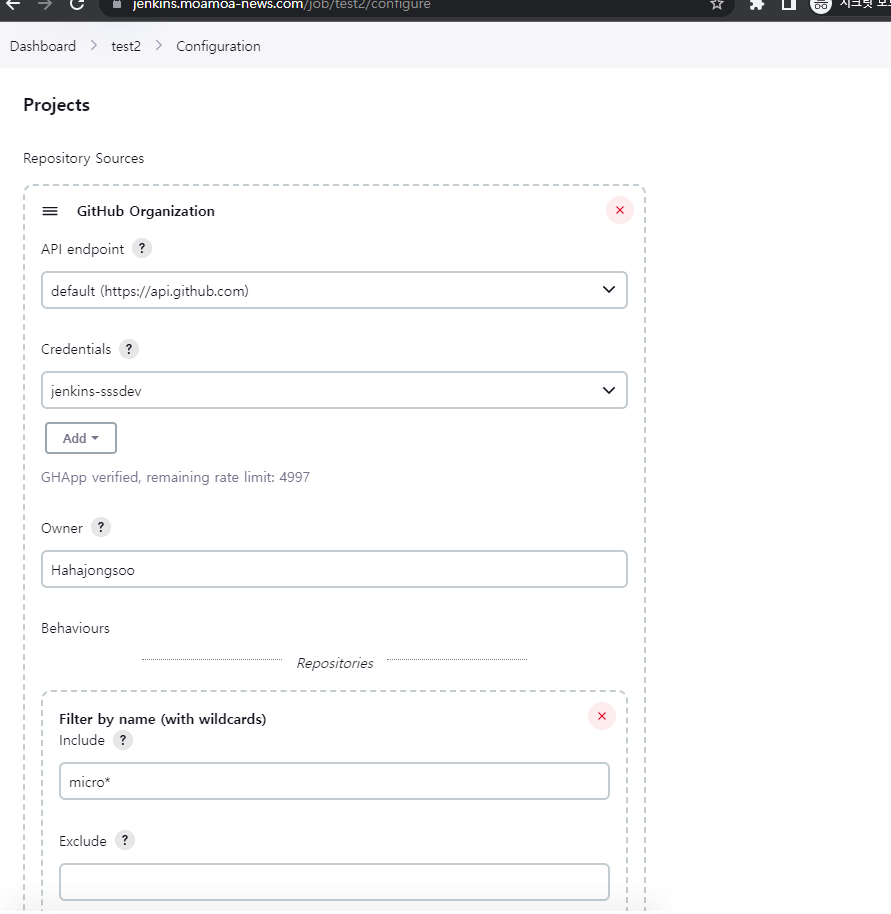 jenkins.moamoa-news.com/job/test2/configure
시크릿 모
Dashboard > test2 > Configuration
Projects
Repository Sources
GitHub Organization
API endpoint ?
default (https://api.github.com)
Credentials ?
jenkins-sssdev
Add
GHApp verified, remaining rate limit: 4997
Owner ?
Hahajongsoo
Behaviours
Repositories
Filter by name (with wildcards)
Include ?
micro*
Exclude ?